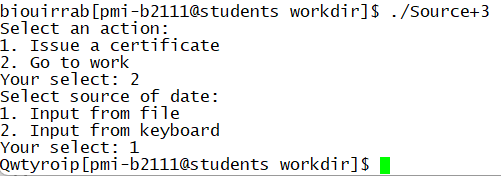 biouirrab[pmi-b2111@students workdir]$ ./Source+3
Select an action:
1. Issue a certificate
2. Go to work
Your select: 2
Select source of date:
1. Input from file
2. Input from keyboard
Your select: 1
Qwtyroip[pmi-b2111@students workdir]$